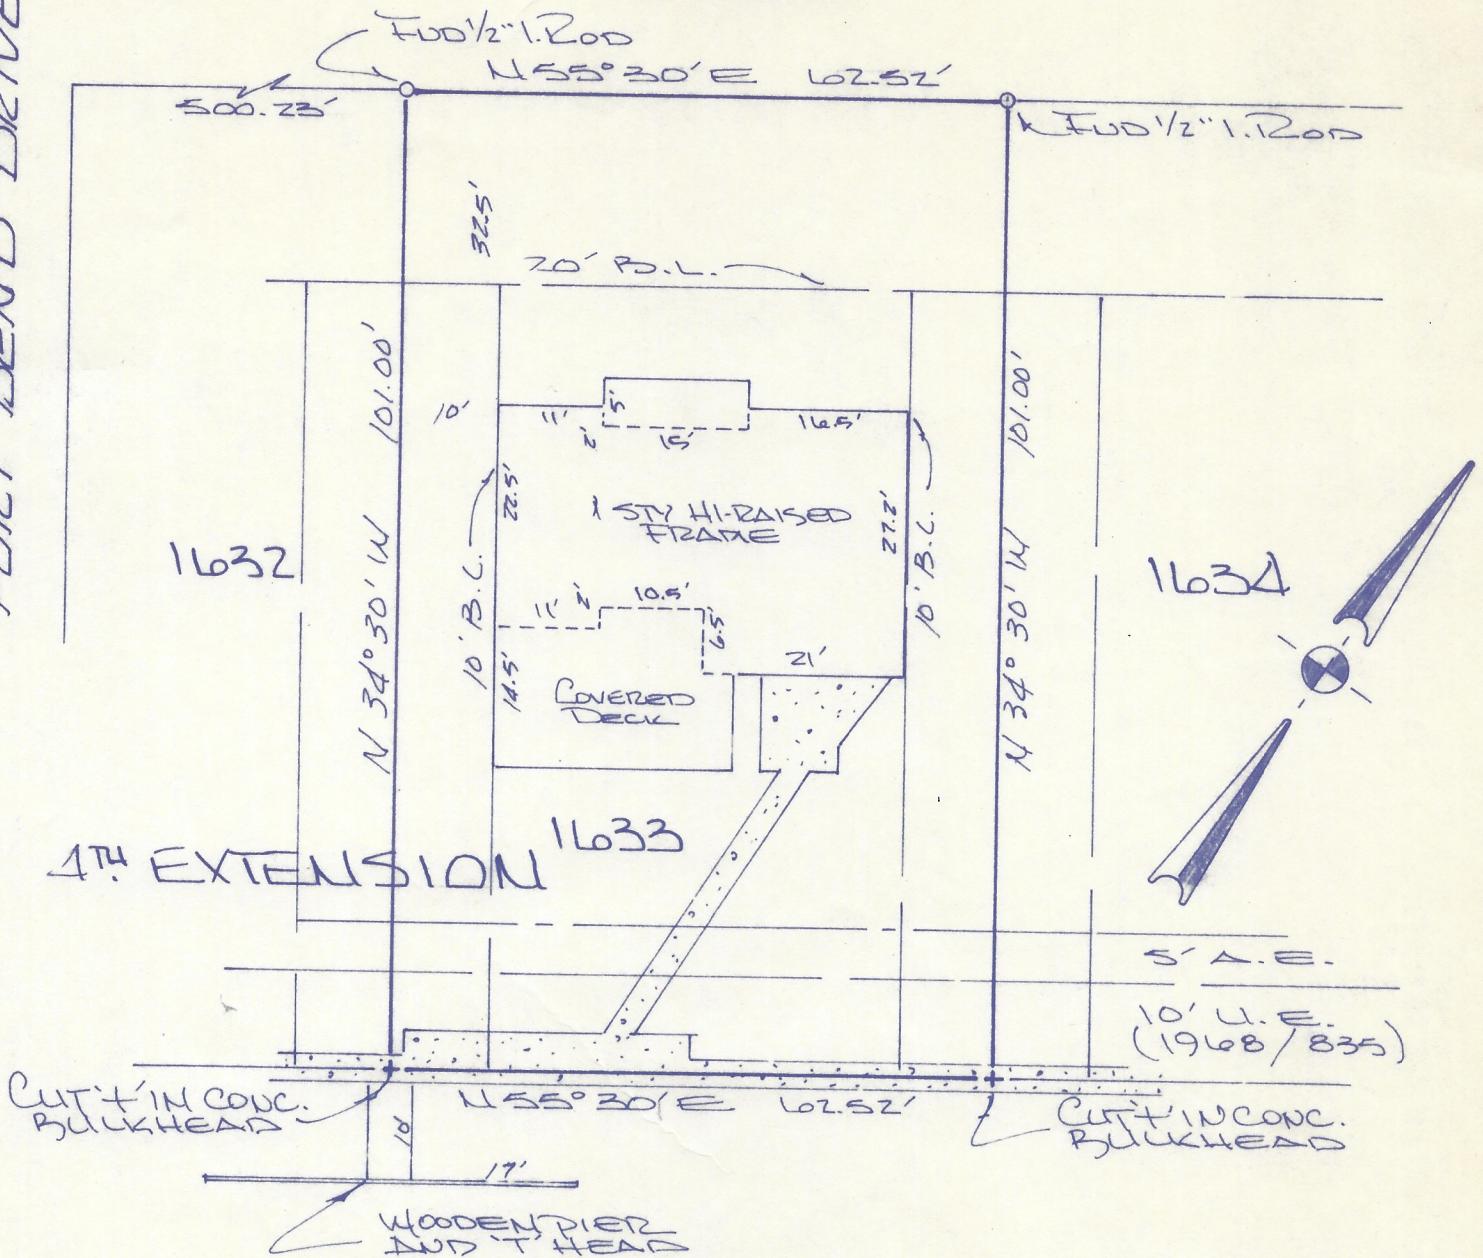 FND 1/2" I. ROD
N 55° 30' E 62.52'
500.23'
FND 1/2" I. ROD
BEND DRIVE
32.5'
20' B.L.
101.00'
101.00'
10'
11'
5'
2'
15'
16.5'
22.5'
1 STY HI-RAISED
FRAME
27.2'
10' B.L.
10' B.L.
1632
1634
N 34° 30' W
N 34° 30' W
11'
2'
10.5'
6.5'
21'
14.5'
COVERED
DECK
1633
4TH EXTENSION
5' A.E.
10' U.E.
(1968/835)
CUT '+' IN CONC.
BULKHEAD
N 55° 30' E 62.52'
CUT '+' IN CONC.
BULKHEAD
10'
17'
WOODEN PIER
AND 'T' HEAD